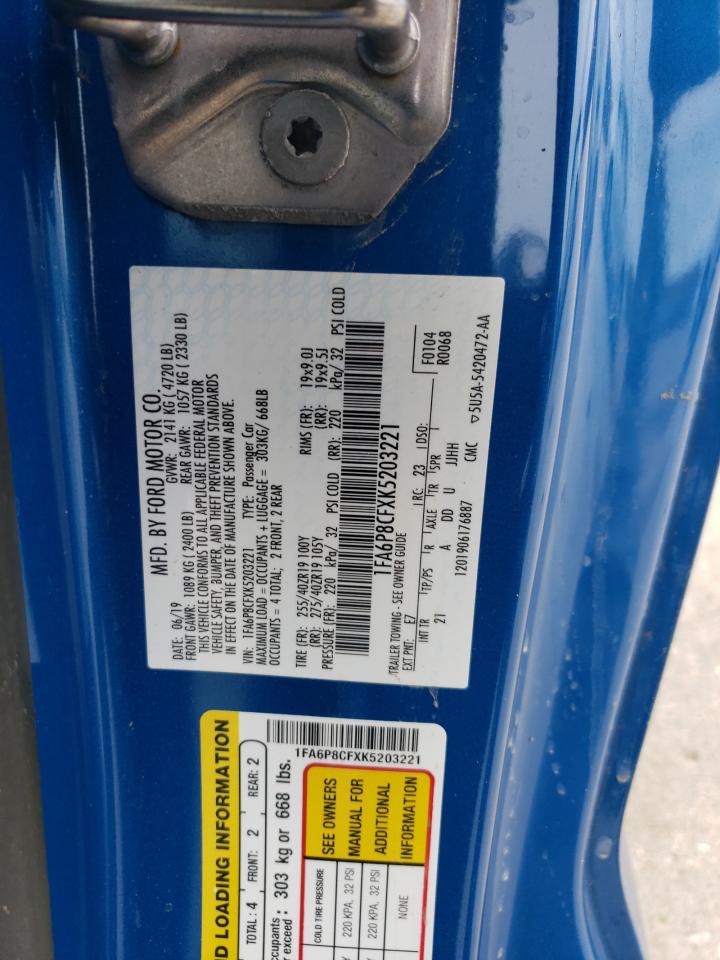 MFD. BY FORD MOTOR CO.
DATE: 06/19 GVWR: 2141 KG ( 4720 LB)
FRONT GAWR: 1089 KG ( 2400 LB) REAR GAWR: 1057 KG ( 2330 LB)
THIS VEHICLE CONFORMS TO ALL APPLICABLE FEDERAL MOTOR
VEHICLE SAFETY, BUMPER, AND THEFT PREVENTION STANDARDS
IN EFFECT ON THE DATE OF MANUFACTURE SHOWN ABOVE.
VIN: 1FA6P8CFXK5203221 TYPE: Passenger Car
MAXIMUM LOAD = OCCUPANTS + LUGGAGE = 303KG/ 668LB
OCCUPANTS = 4 TOTAL; 2 FRONT, 2 REAR
TIRE (FR): 255/40ZR19 100Y RIMS (FR): 19x9.0J
(RR): 275/40ZR19 105Y (RR): 19x9.5J
PRESSURE (FR): 220 kPa/ 32 PSI COLD (RR): 220 kPa/ 32 PSI COLD
1FA6P8CFXK5203221
TRAILER TOWING - SEE OWNER GUIDE
EXT PNT: E7 RC: 23 DSO: F0104
R0068
INT TR TP/PS R AXLE TR SPR
21 A DD U JJHH
1201906176887 CMC ▽5U5A-5420472-AA
1FA6P8CFXK5203221
LOADING INFORMATION
TOTAL: 4 FRONT: 2 REAR: 2
303 kg or 668 lbs.
exceed :
COLD TIRE PRESSURE
220 KPA, 32 PSI
220 KPA, 32 PSI
NONE
SEE OWNERS
MANUAL FOR
ADDITIONAL
INFORMATION